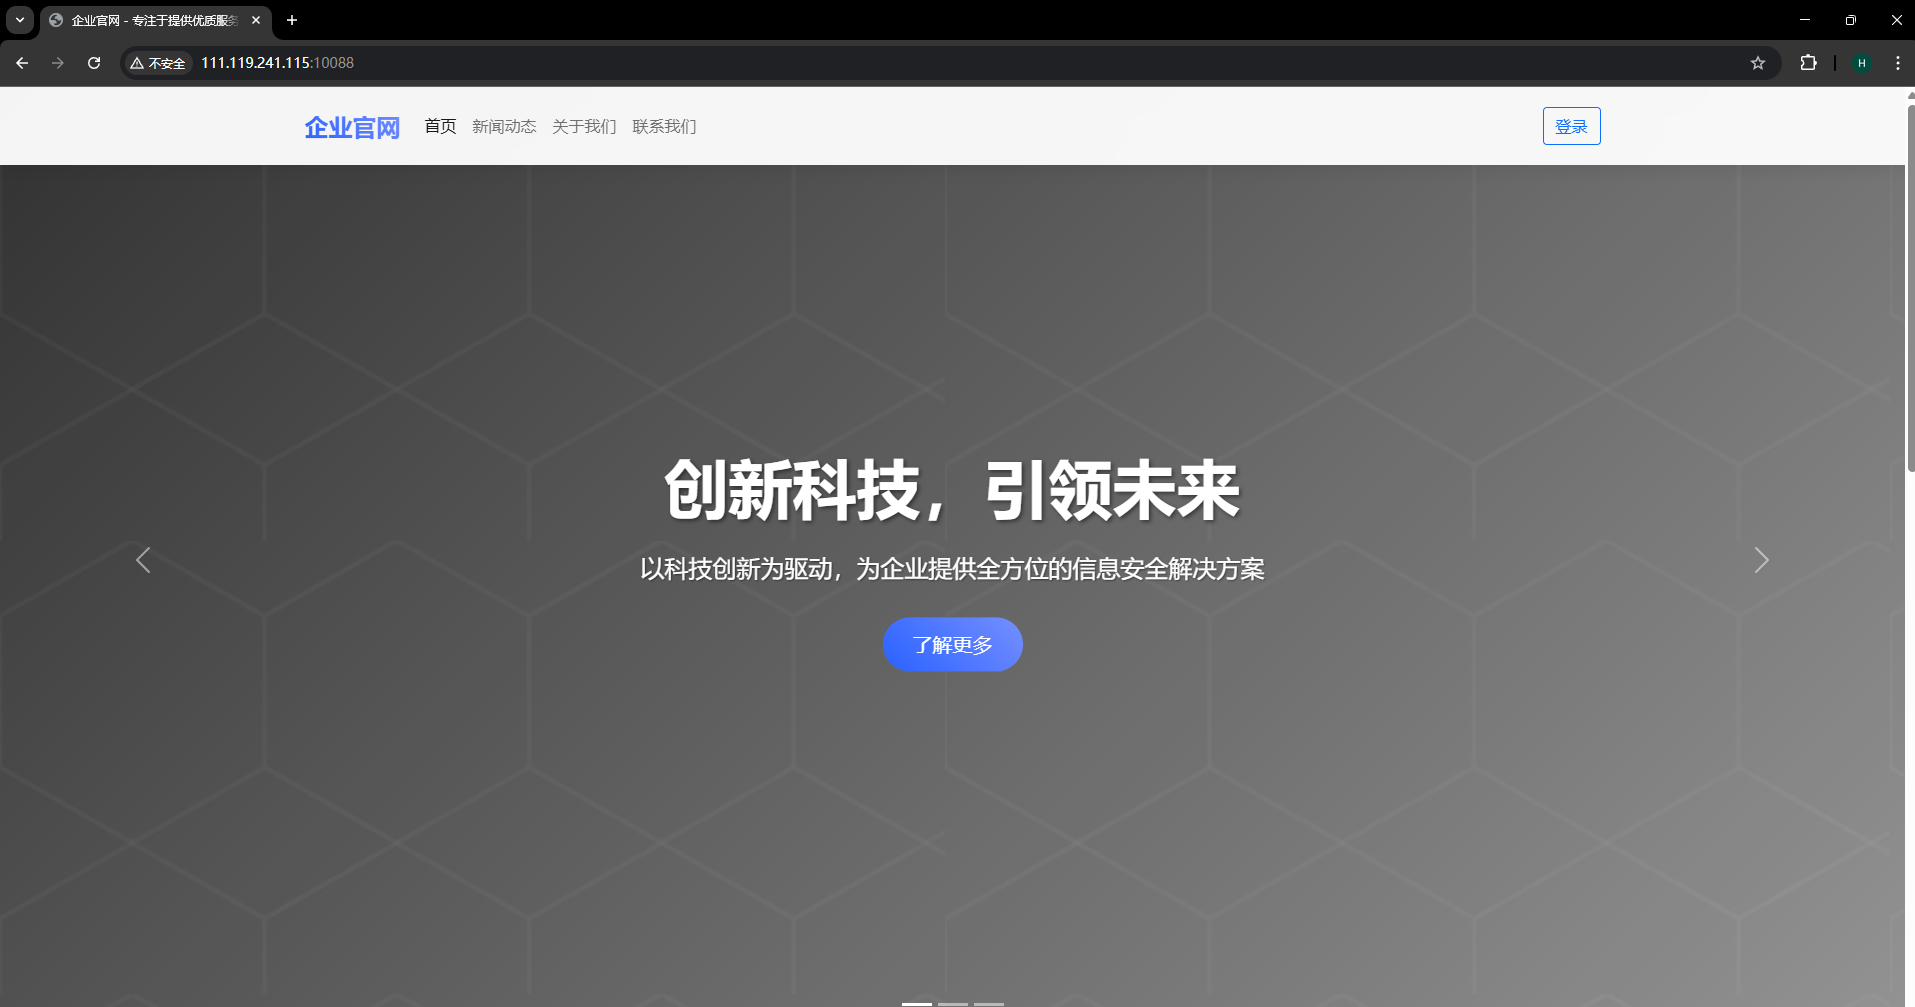 企业官网 - 专注于提供优质服务
不安全 111.119.241.115:10088
H
企业官网 首页 新闻动态 关于我们 联系我们 登录
创新科技，引领未来
以科技创新为驱动，为企业提供全方位的信息安全解决方案
了解更多